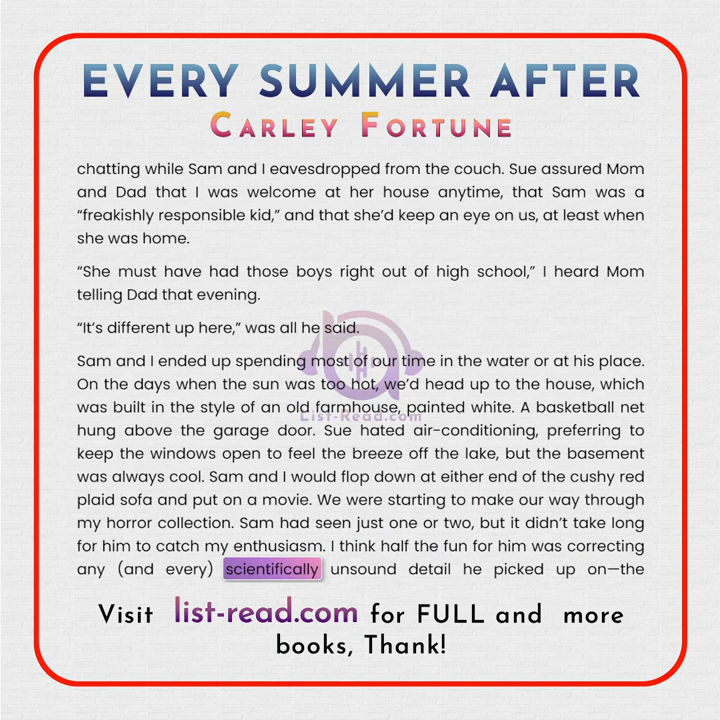 EVERY SUMMER AFTER
CARLEY FORTUNE
chatting while Sam and I eavesdropped from the couch. Sue assured Mom
and Dad that I was welcome at her house anytime, that Sam was a
“freakishly responsible kid,” and that she’d keep an eye on us, at least when
she was home.
“She must have had those boys right out of high school,” I heard Mom
telling Dad that evening.
“It’s different up here,” was all he said.
Sam and I ended up spending most of our time in the water or at his place.
On the days when the sun was too hot, we’d head up to the house, which
was built in the style of an old farmhouse, painted white. A basketball net
List-Read.com
hung above the garage door. Sue hated air-conditioning, preferring to
keep the windows open to feel the breeze off the lake, but the basement
was always cool. Sam and I would flop down at either end of the cushy red
plaid sofa and put on a movie. We were starting to make our way through
my horror collection. Sam had seen just one or two, but it didn’t take long
for him to catch my enthusiasm. I think half the fun for him was correcting
any (and every) scientifically unsound detail he picked up on—the
Visit list-read.com for FULL and more
books, Thank!